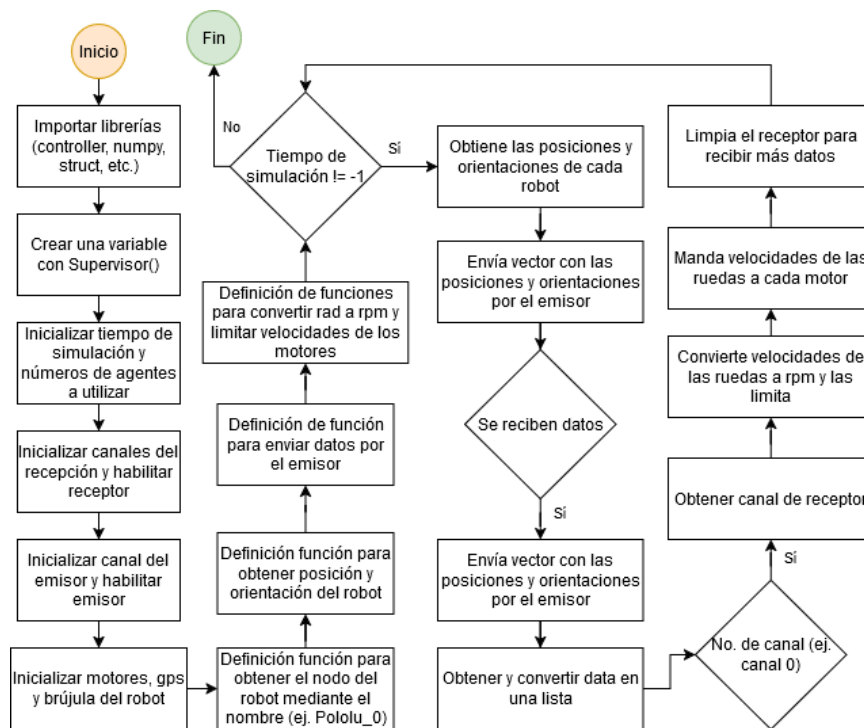 Inicio
Importar librerías
(controller, numpy,
struct, etc.)
Crear una variable
con Supervisor()
Inicializar tiempo de
simulación y
números de agentes
a utilizar
Inicializar canales del
recepción y habilitar
receptor
Inicializar canal del
emisor y habilitar
emisor
Inicializar motores, gps
y brújula del robot
Definición función para
obtener el nodo del
robot mediante el
nombre (ej. Pololu_0)
Definición función para
obtener posición y
orientación del robot
Definición de función
para enviar datos por
el emisor
Definición de funciones
para convertir rad a rpm y
limitar velocidades de los
motores
Tiempo de
simulación != -1
No
Fin
Sí
Obtiene las posiciones y
orientaciones de cada
robot
Envía vector con las
posiciones y orientaciones
por el emisor
Se reciben datos
Sí
Envía vector con las
posiciones y orientaciones
por el emisor
Obtener y convertir data en
una lista
No. de canal (ej.
canal 0)
Sí
Obtener canal de receptor
Convierte velocidades de
las ruedas a rpm y las
limita
Manda velocidades de las
ruedas a cada motor
Limpia el receptor para
recibir más datos